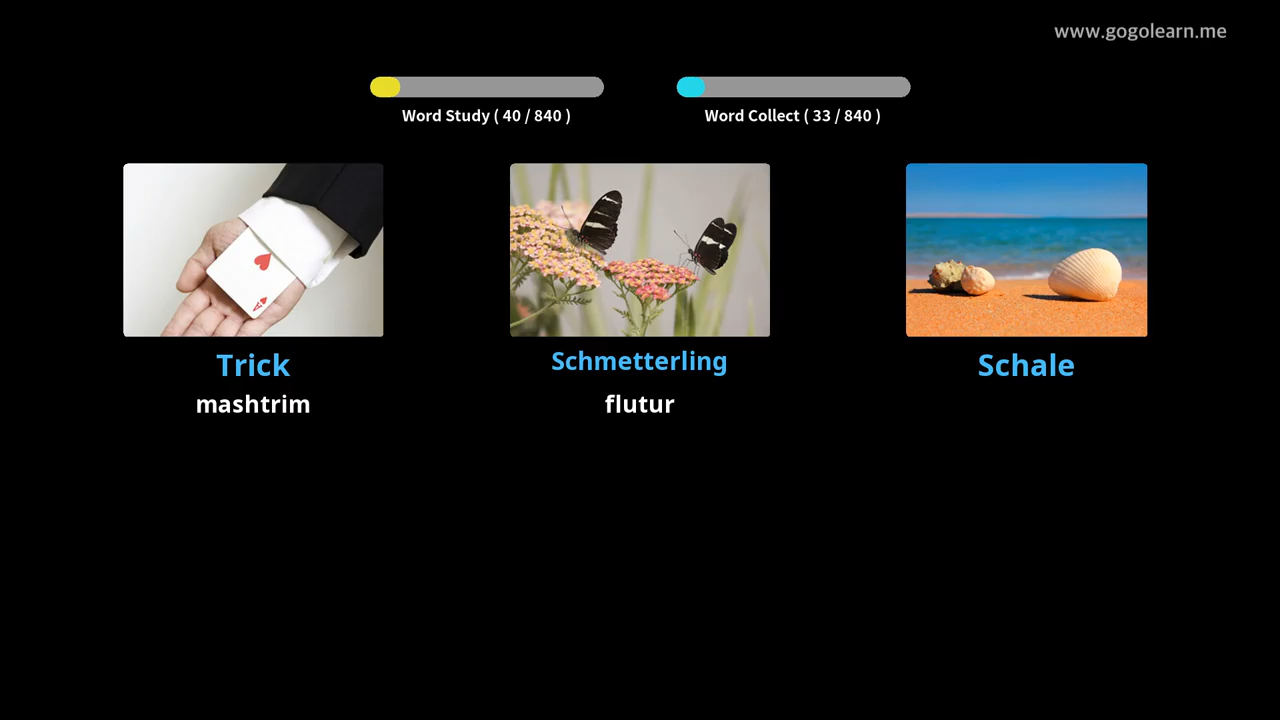 www.gogolearn.me
Word Study ( 40 / 840 )
Word Collect ( 33 / 840 )
A
Trick
mashtrim
Schmetterling
flutur
Schale